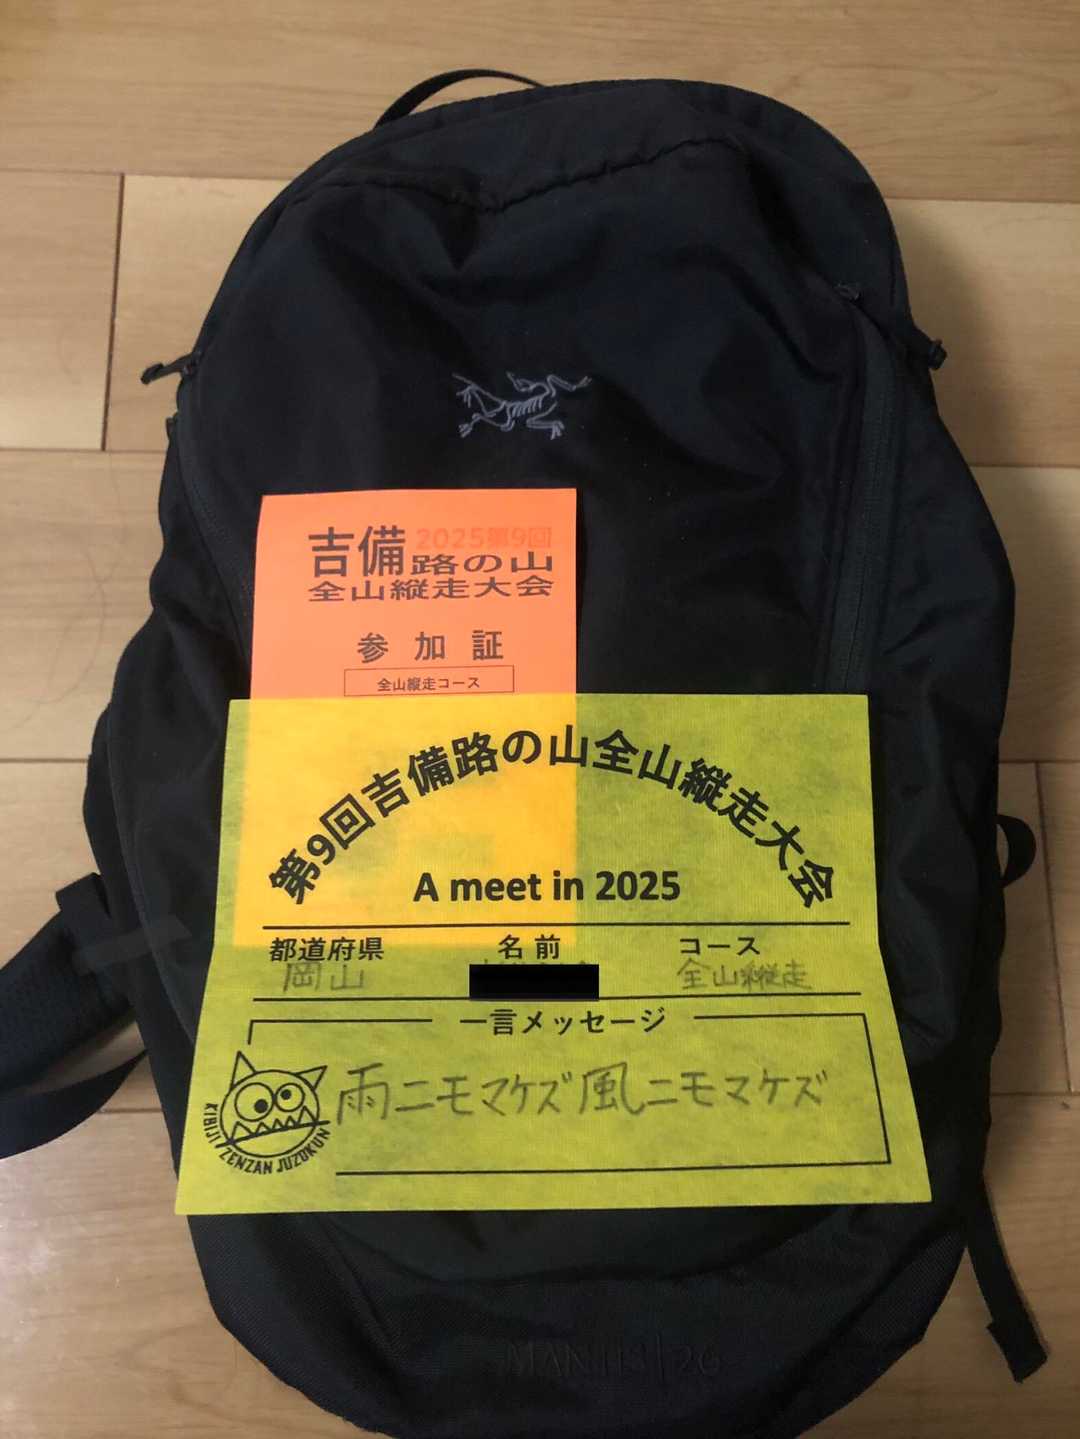 吉備 2025第9回
路の山
全山縦走大会
参加証
全山縦走コース
第9回吉備路の山全山縦走大会
A meet in 2025
都道府県 名前 コース
岡山 全山縦走
一言メッセージ
雨ニモマケズ風ニモマケズ
KIBIJI ZENZAN JUZOKUN
MANTIS 26